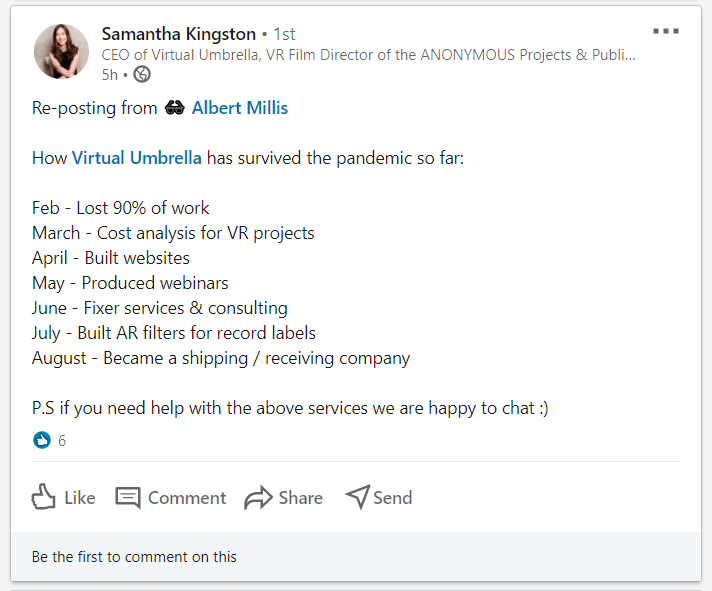 Samantha Kingston • 1st
CEO of Virtual Umbrella, VR Film Director of the ANONYMOUS Projects & Publi...
5h •
Re-posting from Albert Millis
How Virtual Umbrella has survived the pandemic so far:
Feb - Lost 90% of work
March - Cost analysis for VR projects
April - Built websites
May - Produced webinars
June - Fixer services & consulting
July - Built AR filters for record labels
August - Became a shipping / receiving company
P.S if you need help with the above services we are happy to chat :)
6
Like Comment Share Send
Be the first to comment on this